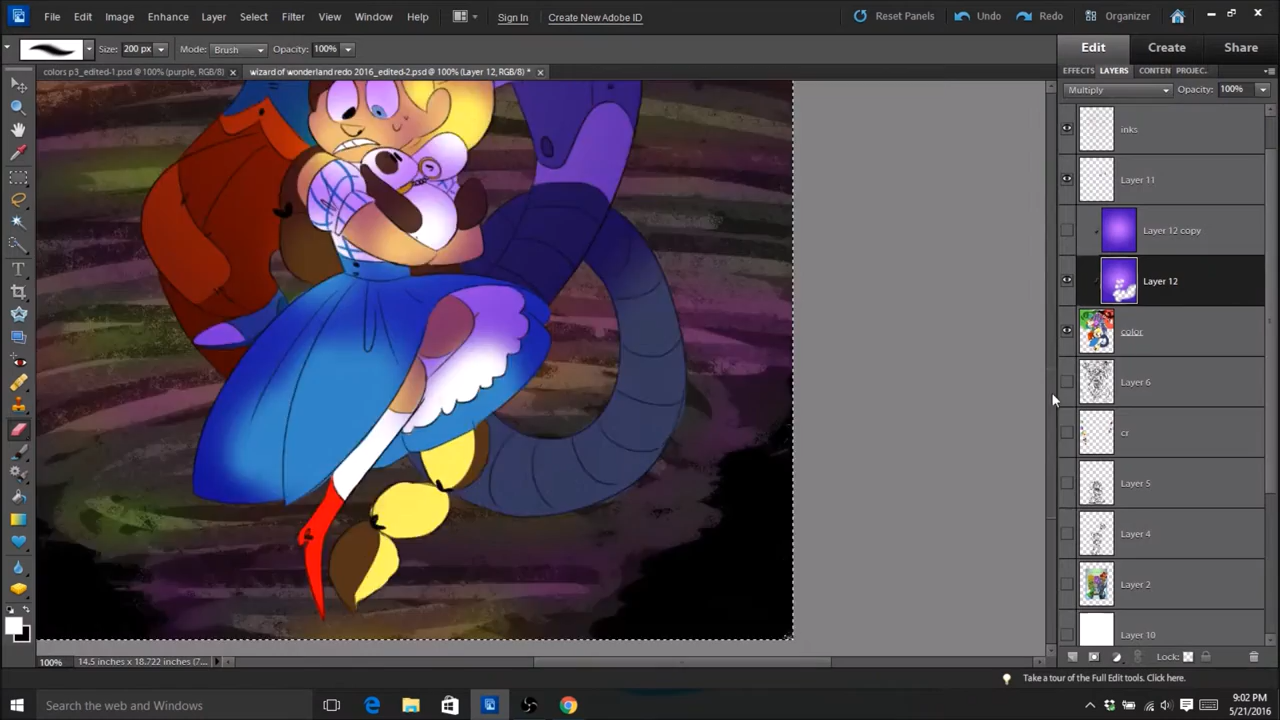 File Edit Image Enhance Layer Select Filter View Window Help Sign In Create New Adobe ID Reset Panels Undo Redo Organizer
Size: 200 px Mode: Brush Opacity: 100% Edit Create Share
colors p3_edited-1.psd @ 100% (purple, RGB/8) wizard of wonderland redo 2016_edited-2.psd @ 100% (Layer 12, RGB/8) * EFFECTS LAYERS CONTEN PROJEC.
Multiply Opacity: 100%
inks
Layer 11
Layer 12 copy
Layer 12
color
Layer 6
cr
Layer 5
Layer 4
Layer 2
Layer 10
100% 14.5 inches x 18.722 inches (7... Lock:
Take a tour of the Full Edit tools. Click here.
Search the web and Windows 9:02 PM
5/21/2016